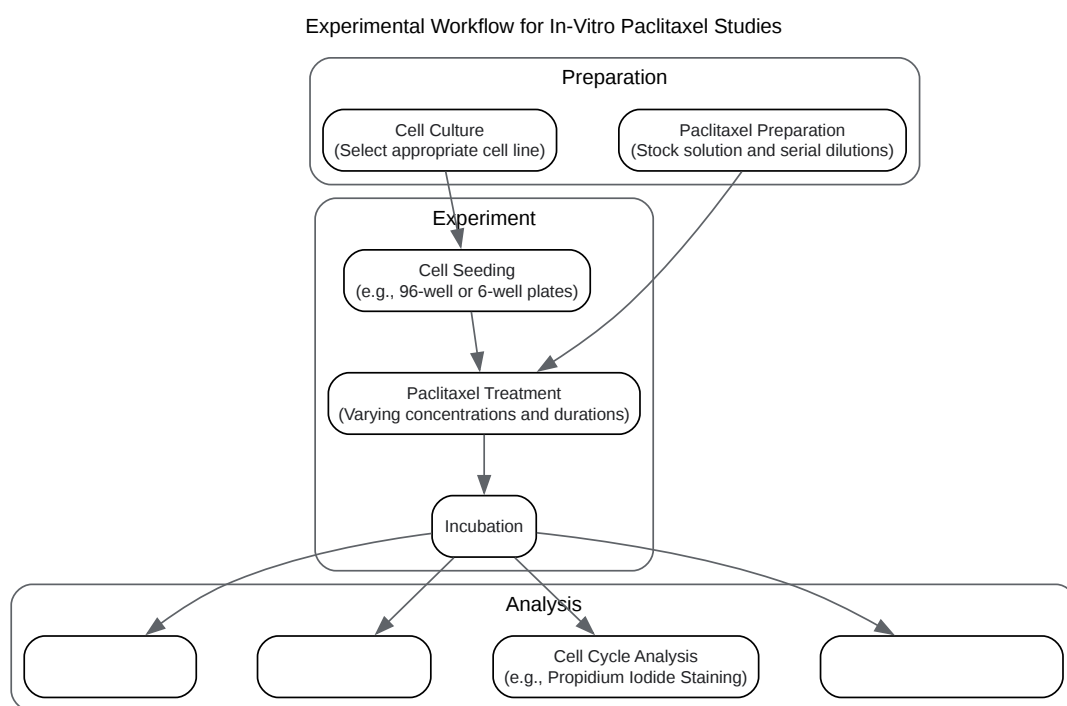 Experimental Workflow for In-Vitro Paclitaxel Studies
Preparation
Cell Culture
(Select appropriate cell line)
Paclitaxel Preparation
(Stock solution and serial dilutions)
Experiment
Cell Seeding
(e.g., 96-well or 6-well plates)
Paclitaxel Treatment
(Varying concentrations and durations)
Incubation
Analysis
Cell Cycle Analysis
(e.g., Propidium Iodide Staining)